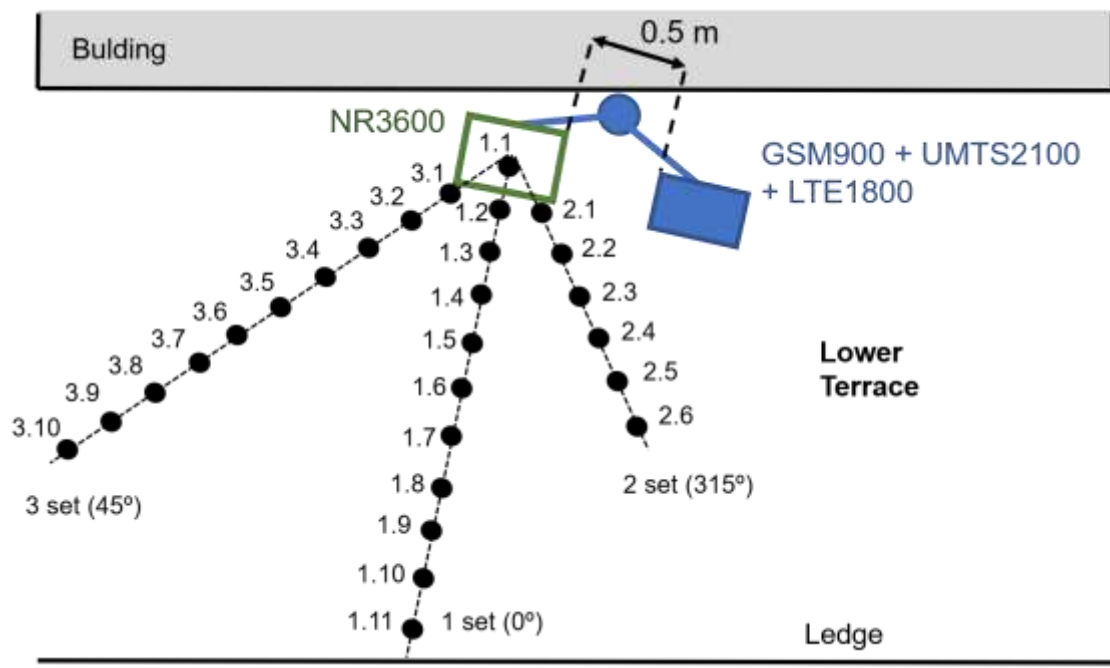 Bulding
0.5 m
NR3600
GSM900 + UMTS2100
+ LTE1800
1.1
3.1
3.2
1.2
2.1
3.3
1.3
2.2
3.4
1.4
2.3
3.5
1.5
2.4
3.6
3.7
1.6
2.5
3.8
3.9
1.7
2.6
3.10
1.8
1.9
1.10
1.11
Lower
Terrace
3 set (45º)
2 set (315º)
1 set (0º)
Ledge